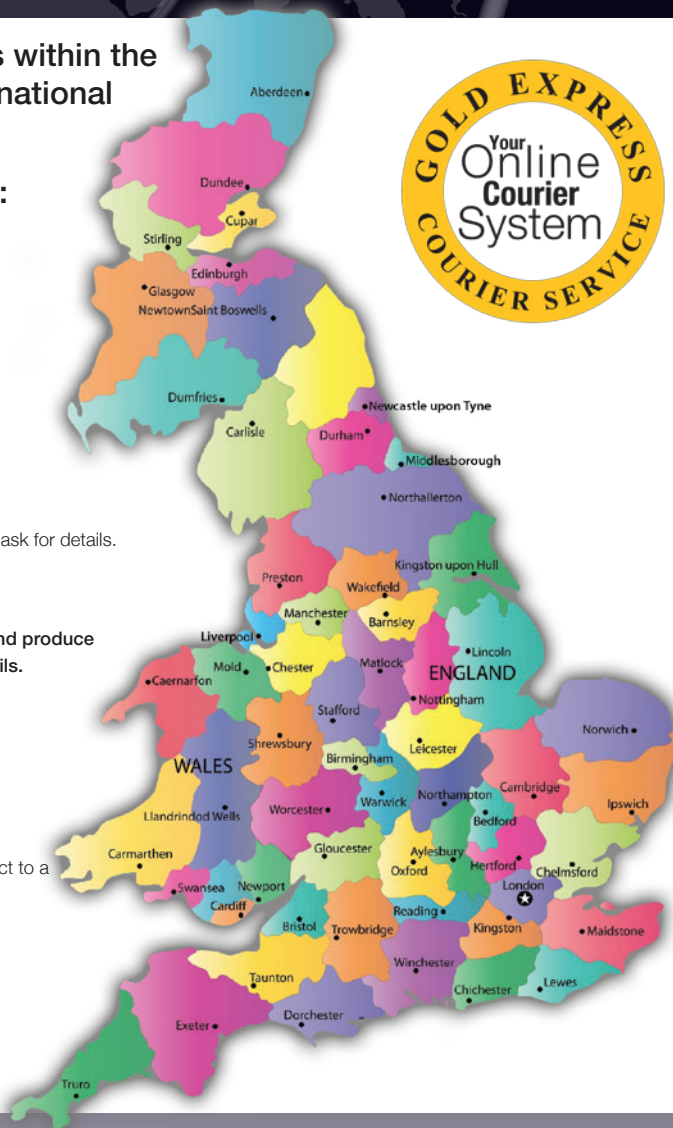 s within the
national
:
ask for details.
nd produce
ils.
ct to a
GOLD EXPRESS
Your
Online
Courier
System
COURIER SERVICE
Aberdeen
Dundee
Cupar
Stirling
Edinburgh
Glasgow
NewtownSaint Boswells
Dumfries
Newcastle upon Tyne
Carlisle
Durham
Middlesborough
Northallerton
Kingston upon Hull
Preston
Wakefield
Manchester
Barnsley
Liverpool
Lincoln
Mold
Chester
Matlock
ENGLAND
Caernarfon
Nottingham
Stafford
Norwich
Shrewsbury
Leicester
WALES
Birmingham
Cambridge
Llandrindod Wells
Worcester
Warwick
Northampton
Ipswich
Bedford
Carmarthen
Gloucester
Aylesbury
Oxford
Hertford
Chelmsford
Swansea
Newport
London
Cardiff
Reading
Bristol
Trowbridge
Kingston
Maidstone
Winchester
Taunton
Chichester
Lewes
Dorchester
Exeter
Truro